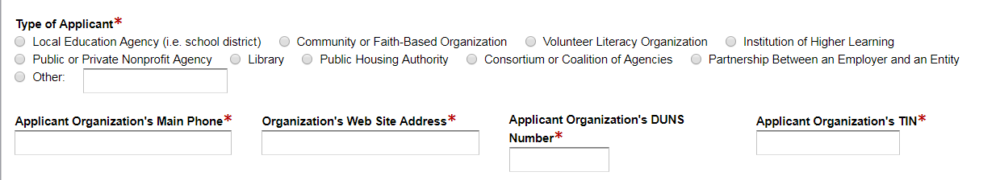 Type of Applicant*
Local Education Agency (i.e. school district) Community or Faith-Based Organization Volunteer Literacy Organization Institution of Higher Learning
Public or Private Nonprofit Agency Library Public Housing Authority Consortium or Coalition of Agencies Partnership Between an Employer and an Entity
Other:
Applicant Organization's Main Phone* Organization's Web Site Address* Applicant Organization's DUNS Applicant Organization's TIN*
Number*